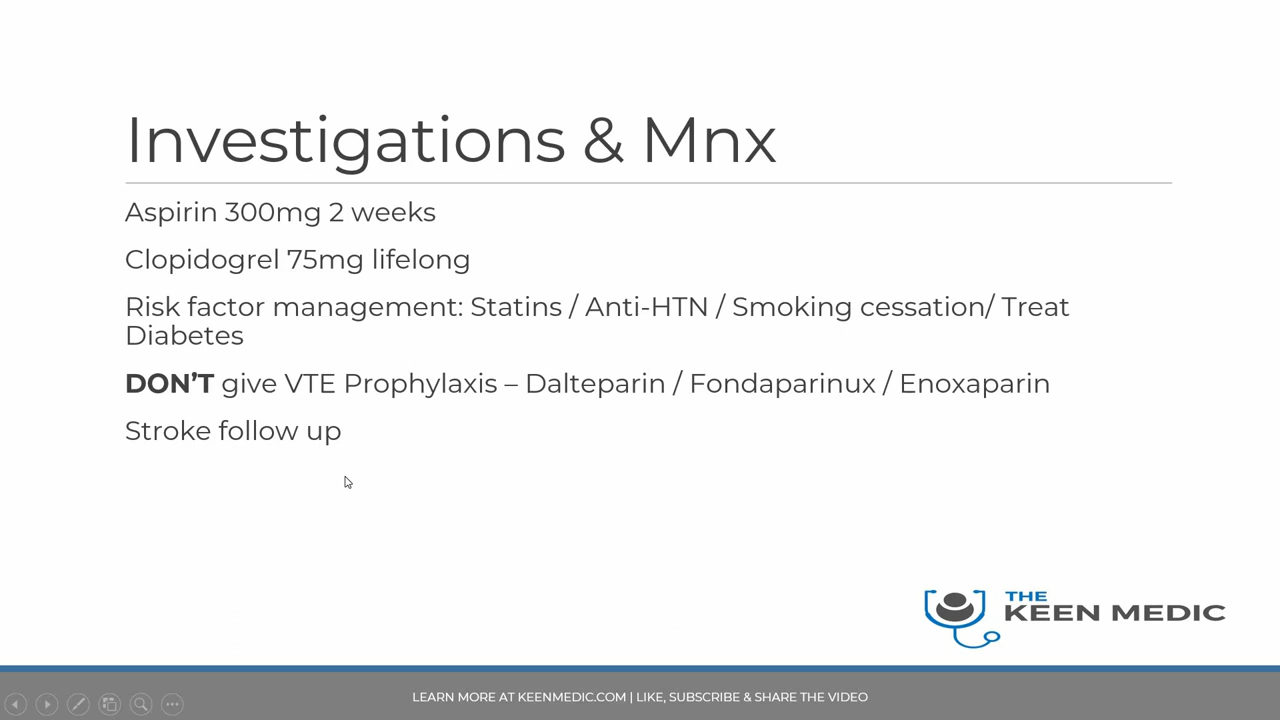 Investigations & Mnx
Aspirin 300mg 2 weeks
Clopidogrel 75mg lifelong
Risk factor management: Statins / Anti-HTN / Smoking cessation/ Treat
Diabetes
DON’T give VTE Prophylaxis – Dalteparin / Fondaparinux / Enoxaparin
Stroke follow up
THE
KEEN MEDIC
LEARN MORE AT KEENMEDIC.COM | LIKE, SUBSCRIBE & SHARE THE VIDEO